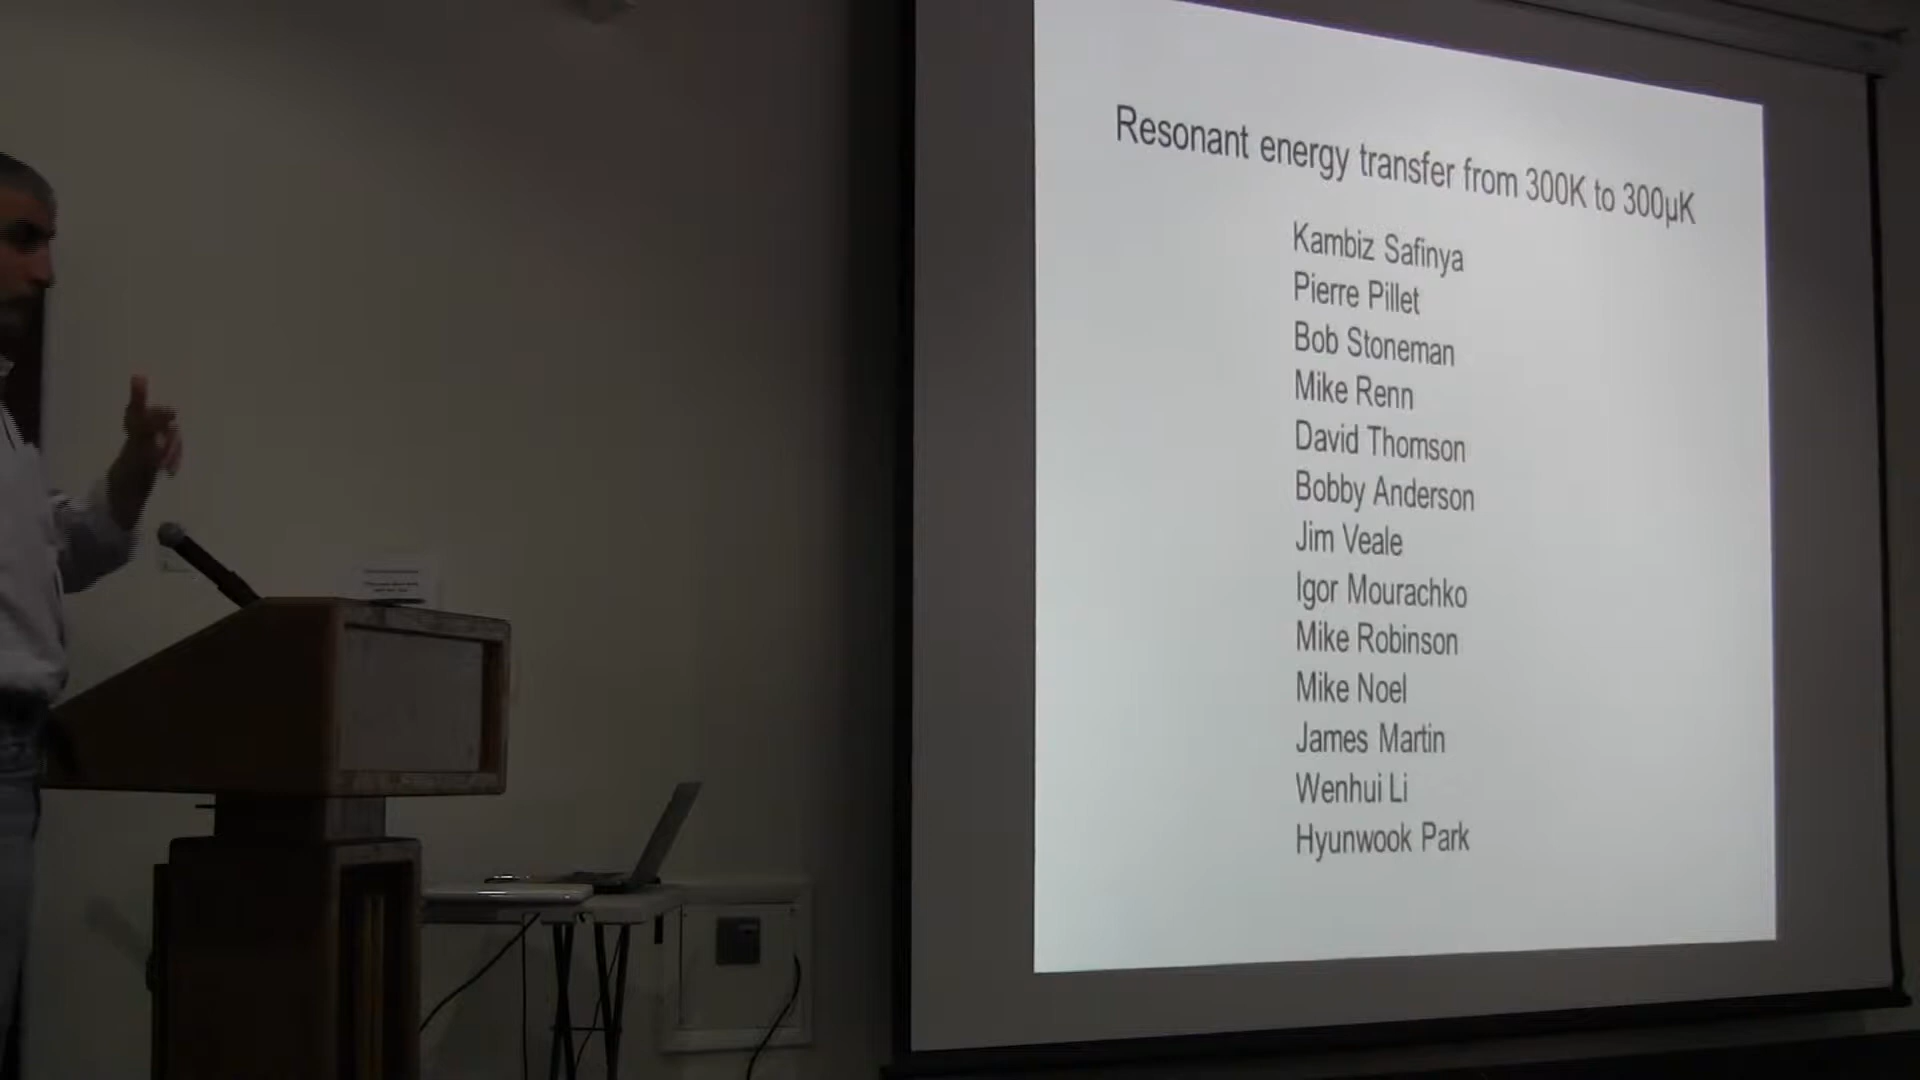 Resonant energy transfer from 300K to 300µK
Kambiz Safinya
Pierre Pillet
Bob Stoneman
Mike Renn
David Thomson
Bobby Anderson
Jim Veale
Igor Mourachko
Mike Robinson
Mike Noel
James Martin
Wenhui Li
Hyunwook Park